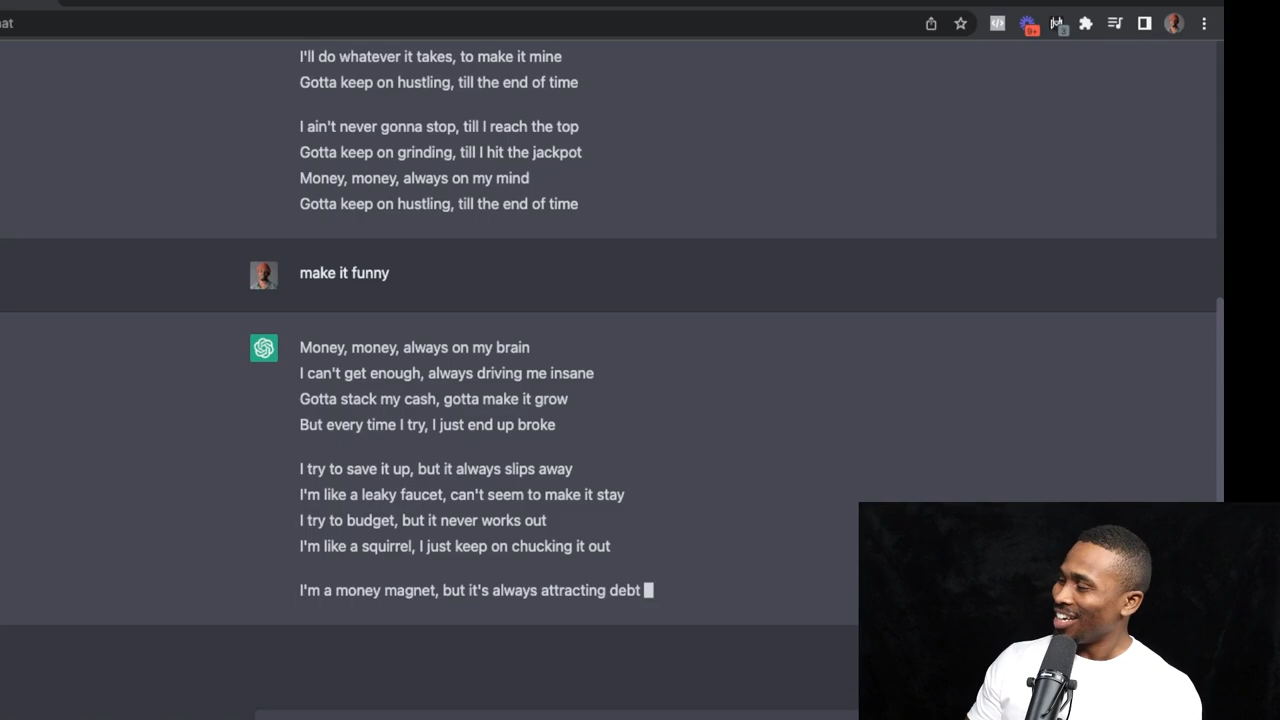 at
9+
3
I'll do whatever it takes, to make it mine
Gotta keep on hustling, till the end of time
I ain't never gonna stop, till I reach the top
Gotta keep on grinding, till I hit the jackpot
Money, money, always on my mind
Gotta keep on hustling, till the end of time
make it funny
Money, money, always on my brain
I can't get enough, always driving me insane
Gotta stack my cash, gotta make it grow
But every time I try, I just end up broke
I try to save it up, but it always slips away
I'm like a leaky faucet, can't seem to make it stay
I try to budget, but it never works out
I'm like a squirrel, I just keep on chucking it out
I'm a money magnet, but it's always attracting debt